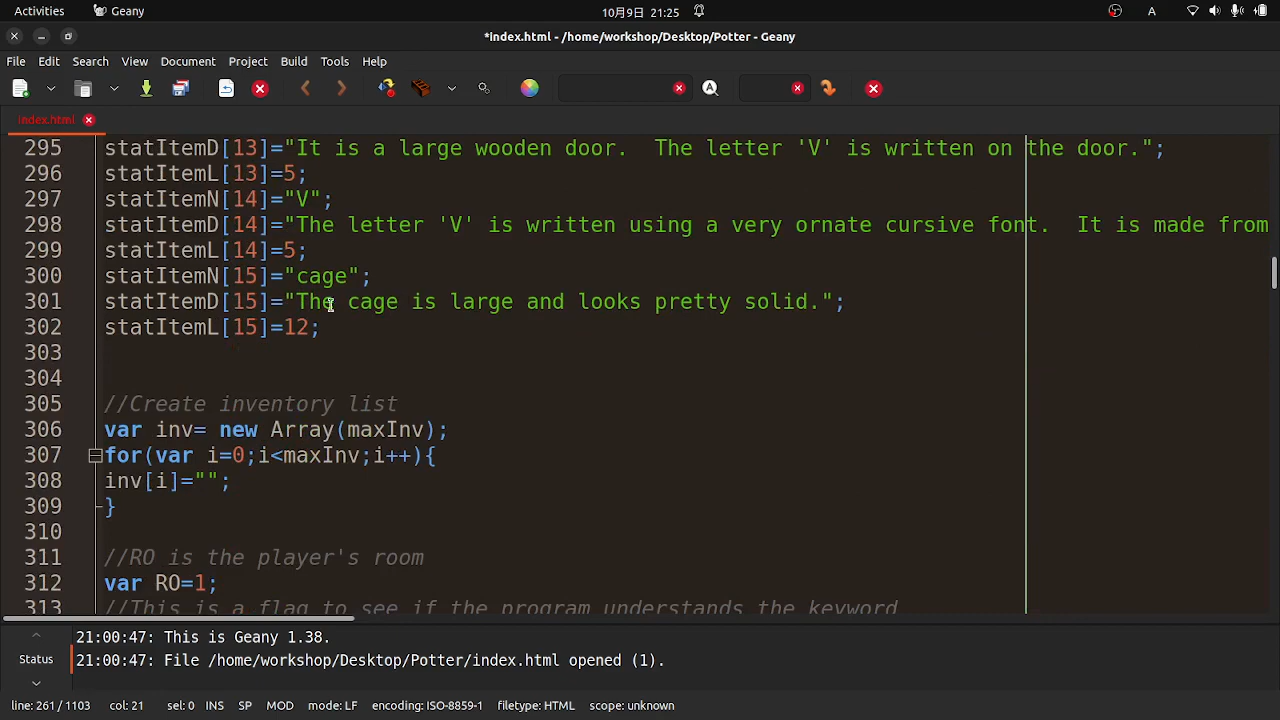 Activities Geany 10月9日 21:25 A
*index.html - /home/workshop/Desktop/Potter - Geany
File Edit Search View Document Project Build Tools Help
index.html
295 statItemD[13]="It is a large wooden door.  The letter 'V' is written on the door.";
296 statItemL[13]=5;
297 statItemN[14]="V";
298 statItemD[14]="The letter 'V' is written using a very ornate cursive font.  It is made from
299 statItemL[14]=5;
300 statItemN[15]="cage";
301 statItemD[15]="The cage is large and looks pretty solid.";
302 statItemL[15]=12;
303
304
305 //Create inventory list
306 var inv= new Array(maxInv);
307 for(var i=0;i<maxInv;i++){
308 inv[i]="";
309 }
310
311 //RO is the player's room
312 var RO=1;
313 //This is a flag to see if the program understands the keyword
21:00:47: This is Geany 1.38.
Status 21:00:47: File /home/workshop/Desktop/Potter/index.html opened (1).
line: 261 / 1103 col: 21 sel: 0 INS SP MOD mode: LF encoding: ISO-8859-1 filetype: HTML scope: unknown